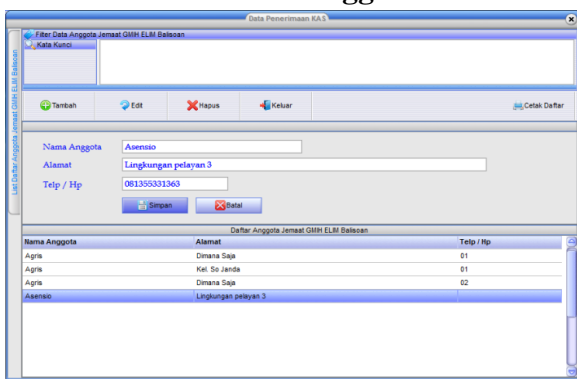 Data Penerimaan KAS
Filter Data Anggota Jemaat GMIH ELIM Balisoan
Kata Kunci
List Daftar Anggota Jemaat GMIH ELIM Balisoan
Tambah Edit Hapus Keluar Cetak Daftar
Nama Anggota Asensio
Alamat Lingkungan pelayan 3
Telp / Hp 081355331363
Simpan Batal
Daftar Anggota Jemaat GMIH ELIM Balisoan
Nama Anggota Alamat Telp / Hp
Agris Dimana Saja 01
Agris Kel. So Janda 01
Agris Dimana Saja 02
Asensio Lingkungan pelayan 3